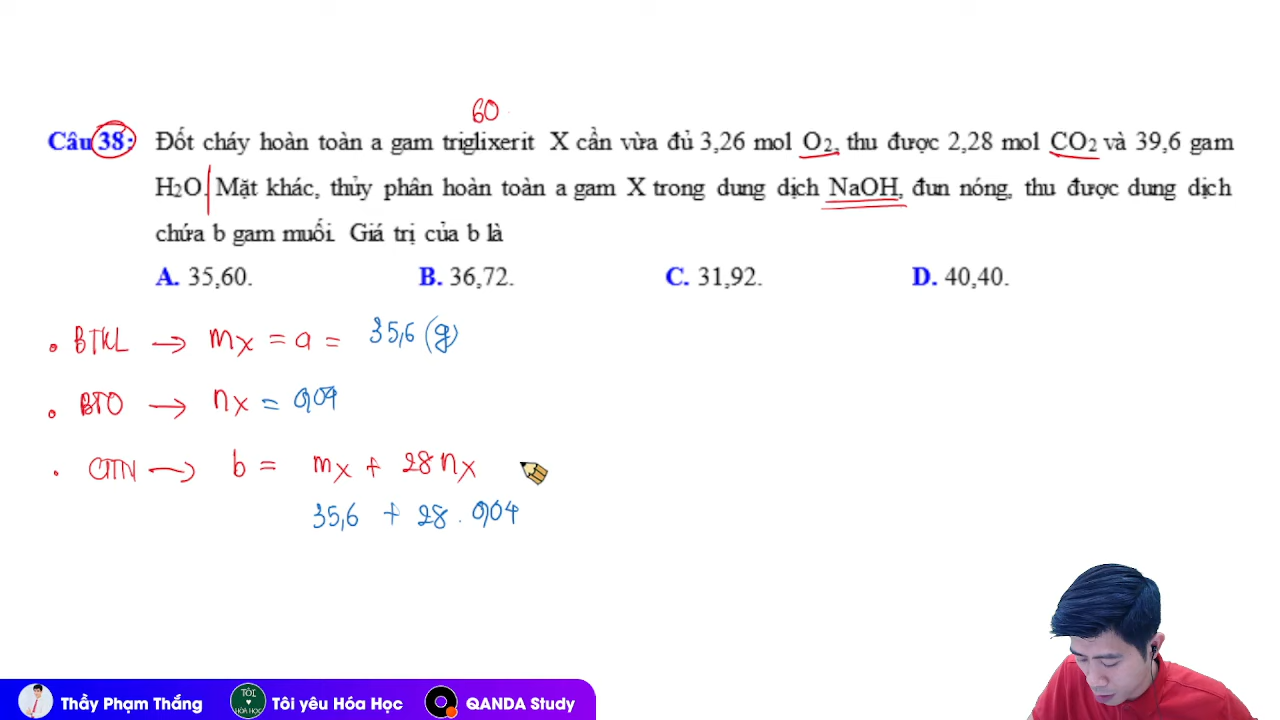 60
Câu 38: Đốt cháy hoàn toàn a gam triglixerit X cần vừa đủ 3,26 mol O2, thu được 2,28 mol CO2 và 39,6 gam
H2O. Mặt khác, thủy phân hoàn toàn a gam X trong dung dịch NaOH, đun nóng, thu được dung dịch
chứa b gam muối. Giá trị của b là
A. 35,60. B. 36,72. C. 31,92. D. 40,40.
• BTKL → mX = a = 35,6 (g)
• BTO → nX = 0,04
• CTTN → b = mX + 28nX
35,6 + 28 . 0,04
Thầy Phạm Thắng TÔI ♥ HÓA HỌC Tôi yêu Hóa Học QANDA Study